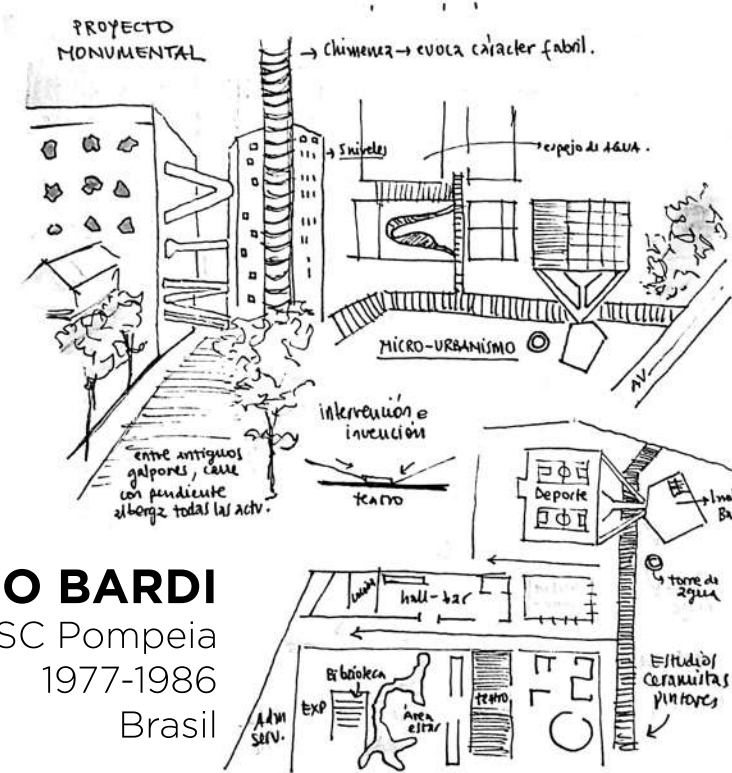 PROYECTO
MONUMENTAL
→ Chimenea → evoca carácter fabril.
→ 5 niveles
→ espejo de AGUA.
MICRO-URBANISMO
AV.
intervención e
invención
TEATRO
entre antiguos
galpones, calle
con pendiente
alberga todas las actv.
Deporte
→ torre de
agua
hall-bar
Estudios
ceramistas
pintores
Biblioteca
EXP
Área
estar
teatro
Adm
serv.
O BARDI
SC Pompeia
1977-1986
Brasil